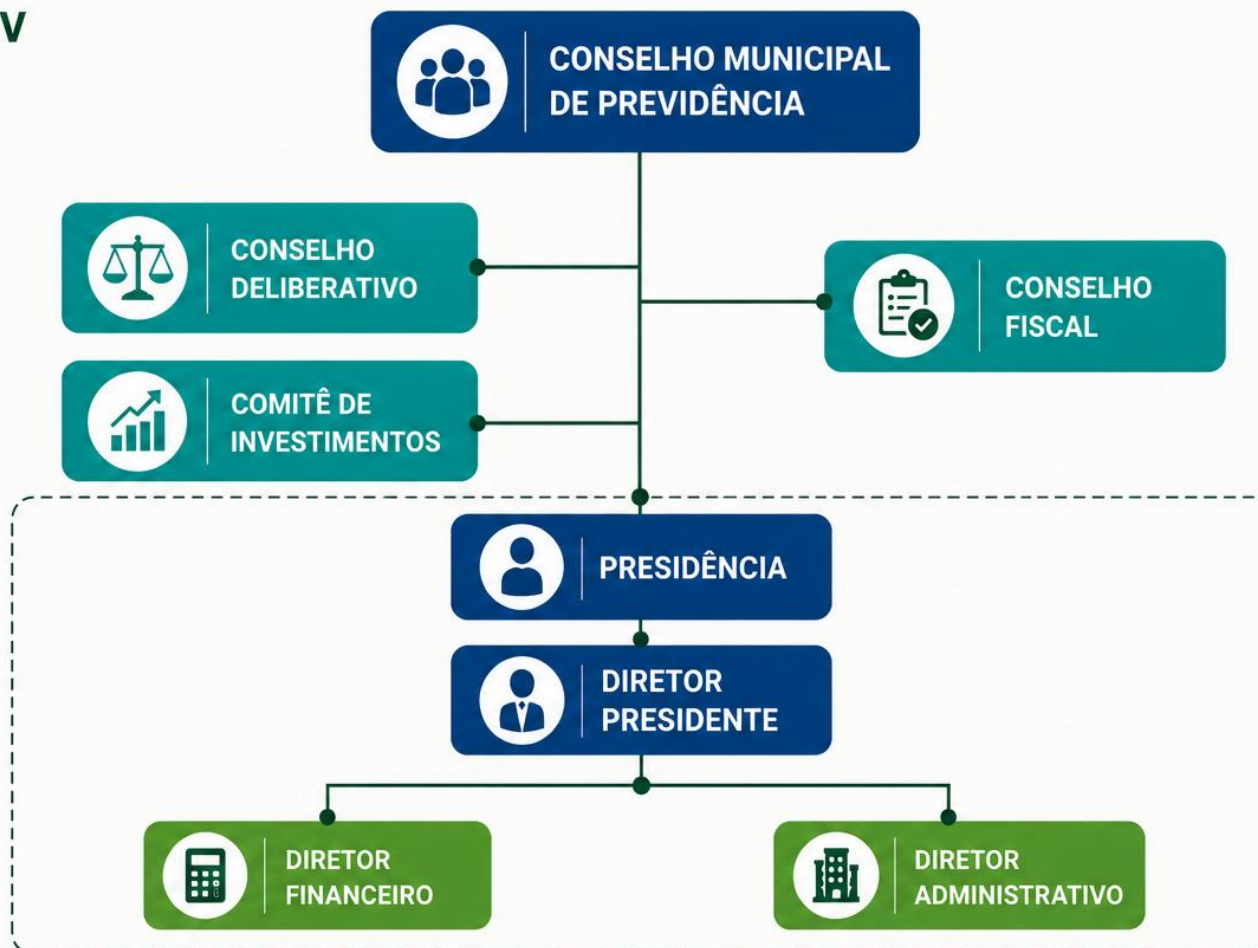 V
CONSELHO MUNICIPAL
DE PREVIDÊNCIA
CONSELHO
DELIBERATIVO
CONSELHO
FISCAL
COMITÊ DE
INVESTIMENTOS
PRESIDÊNCIA
DIRETOR
PRESIDENTE
DIRETOR
FINANCEIRO
DIRETOR
ADMINISTRATIVO